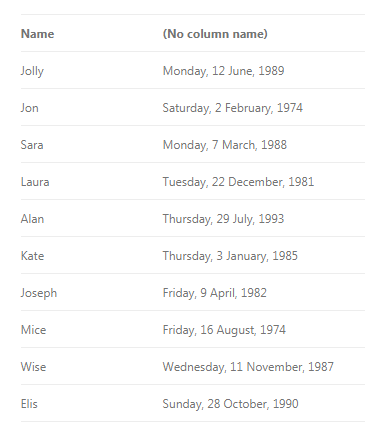 Name (No column name)
Jolly Monday, 12 June, 1989
Jon Saturday, 2 February, 1974
Sara Monday, 7 March, 1988
Laura Tuesday, 22 December, 1981
Alan Thursday, 29 July, 1993
Kate Thursday, 3 January, 1985
Joseph Friday, 9 April, 1982
Mice Friday, 16 August, 1974
Wise Wednesday, 11 November, 1987
Elis Sunday, 28 October, 1990